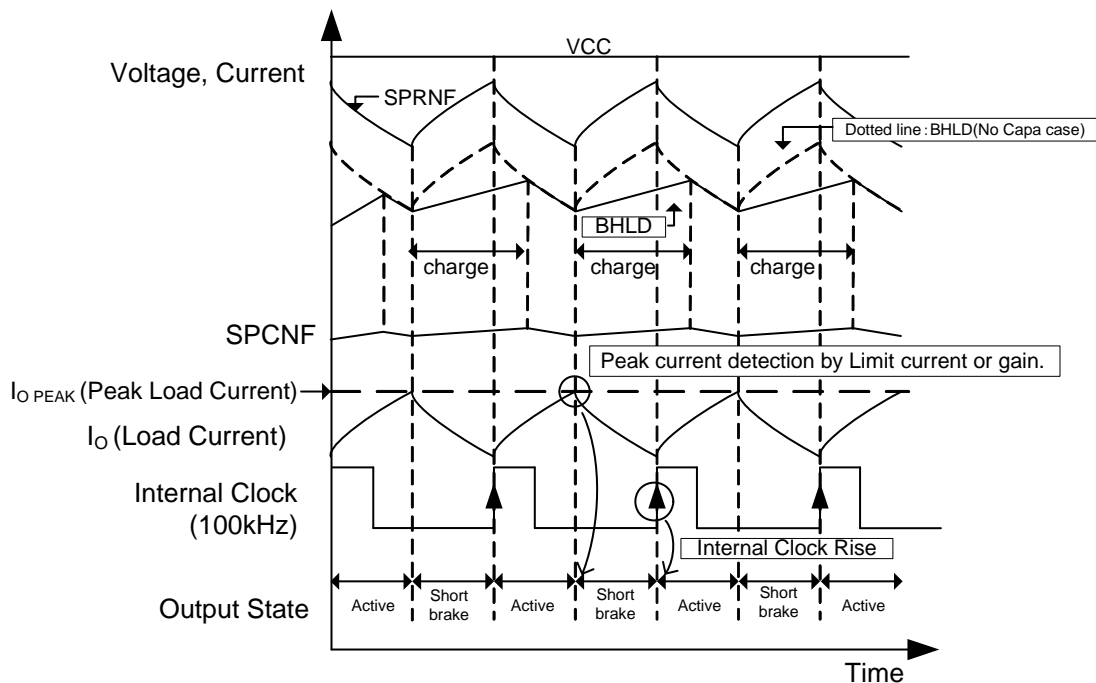 VCC
Voltage, Current
SPRNF
Dotted line : BHLD(No Capa case)
BHLD
charge
charge
charge
SPCNF
Peak current detection by Limit current or gain.
IO PEAK (Peak Load Current)
IO (Load Current)
Internal Clock
(100kHz)
Internal Clock Rise
Output State
Active
Short
brake
Active
Short
brake
Active
Short
brake
Active
Time